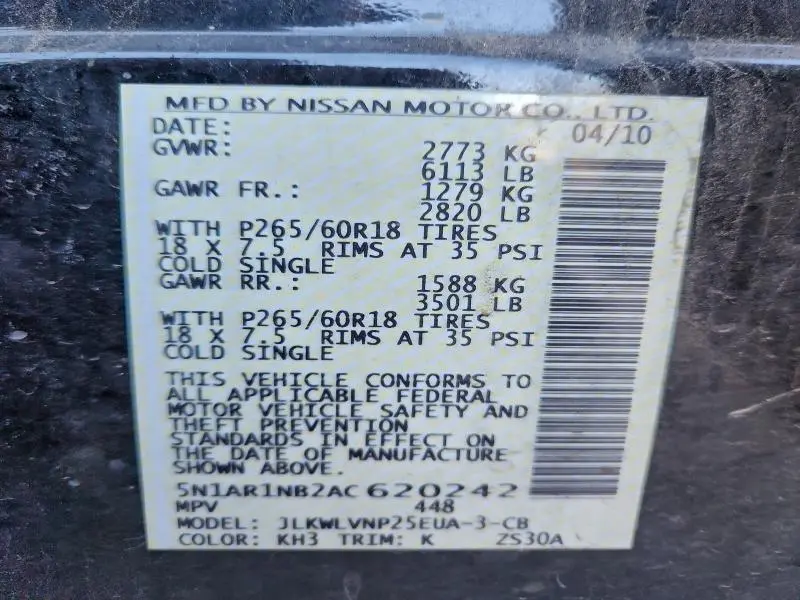 MFD BY NISSAN MOTOR CO., LTD.
DATE: 04/10
GVWR: 2773 KG
6113 LB
GAWR FR.: 1279 KG
2820 LB
WITH P265/60R18 TIRES
18 X 7.5 RIMS AT 35 PSI
COLD SINGLE
GAWR RR.: 1588 KG
3501 LB
WITH P265/60R18 TIRES
18 X 7.5 RIMS AT 35 PSI
COLD SINGLE
THIS VEHICLE CONFORMS TO
ALL APPLICABLE FEDERAL
MOTOR VEHICLE SAFETY AND
THEFT PREVENTION
STANDARDS IN EFFECT ON
THE DATE OF MANUFACTURE
SHOWN ABOVE.
5N1AR1NB2AC620242
MPV 448
MODEL: JLKWLVNP25EUA-3-CB
COLOR: KH3 TRIM: K ZS30A